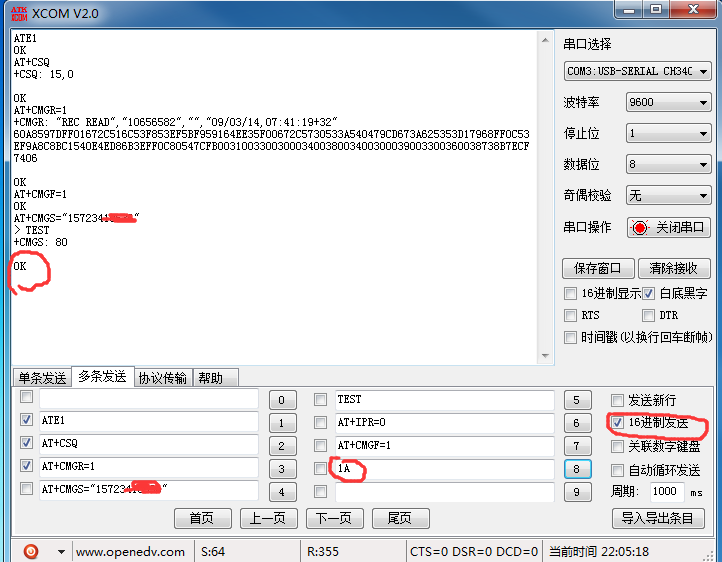 ATK
XCOM XCOM V2.0
ATE1
OK
AT+CSQ
+CSQ: 15,0
OK
AT+CMGR=1
+CMGR: "REC READ","10656582","","09/03/14,07:41:19+32"
60A8597DFF01672C516C53F853EF5BF959164EE35F00672C5730533A540479CD673A625353D17968FF0C53
EF9A8C8BC1540E4ED86B3EFF0C80547CFB00310033003000340038003400300039003300360038738B7ECF
7406
OK
AT+CMGF=1
OK
AT+CMGS="157234
> TEST
+CMGS: 80
OK
串口选择
COM3:USB-SERIAL CH340
波特率 9600
停止位 1
数据位 8
奇偶校验 无
串口操作 关闭串口
保存窗口 清除接收
16进制显示 白底黑字
RTS DTR
时间戳(以换行回车断帧)
单条发送 多条发送 协议传输 帮助
0 TEST 5 发送新行
ATE1 1 AT+IPR=0 6 16进制发送
AT+CSQ 2 AT+CMGF=1 7 关联数字键盘
AT+CMGR=1 3 1A 8 自动循环发送
AT+CMGS="157234 4 9 周期: 1000 ms
首页 上一页 下一页 尾页 导入导出条目
www.openedv.com S:64 R:355 CTS=0 DSR=0 DCD=0 当前时间 22:05:18